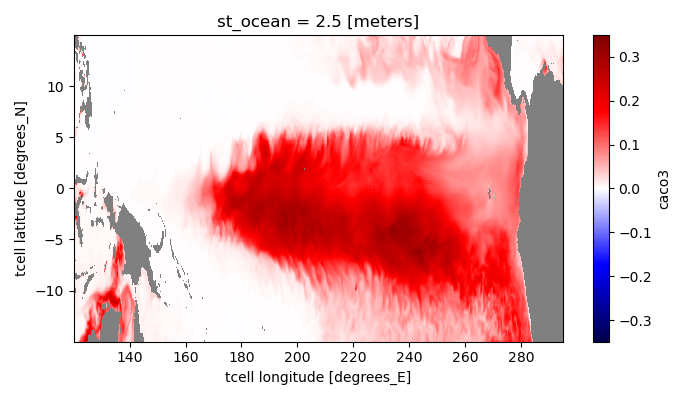 st_ocean = 2.5 [meters]
10
5
0
−5
−10
tcell latitude [degrees_N]
140 160 180 200 220 240 260 280
tcell longitude [degrees_E]
0.3
0.2
0.1
0.0
−0.1
−0.2
−0.3
caco3